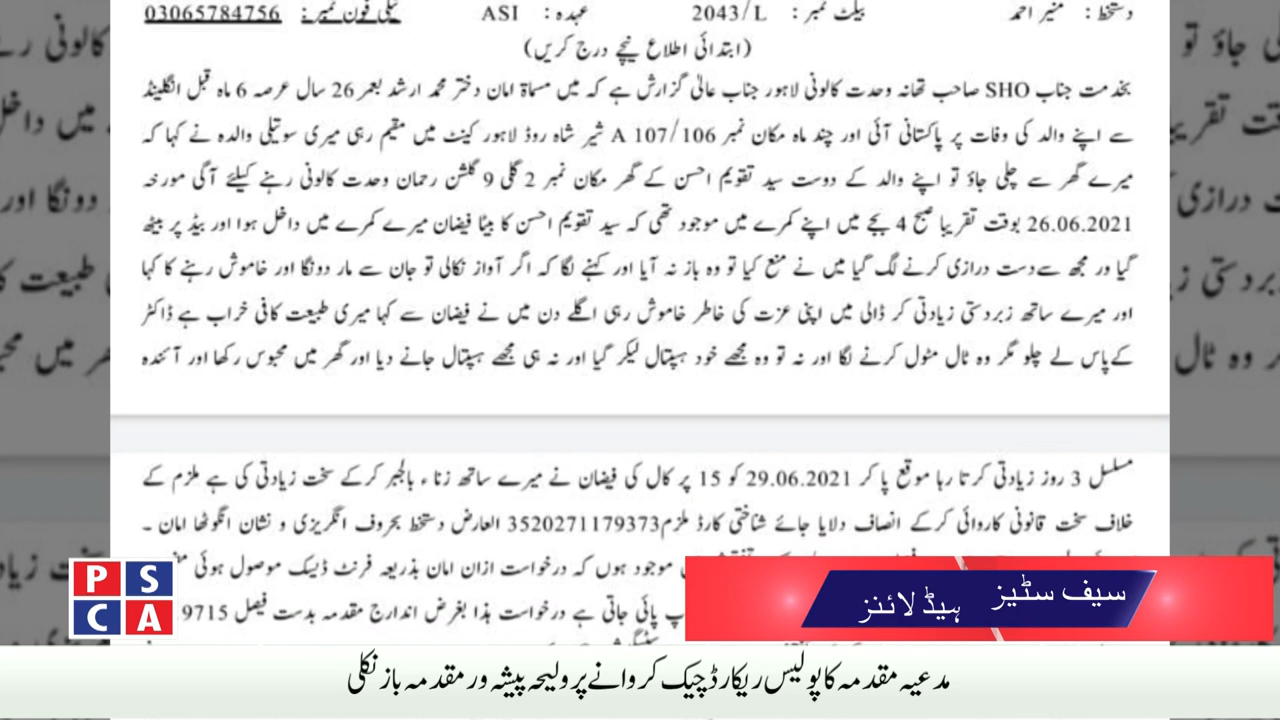 دستخط: منیر احمد بیلٹ نمبر: 2043/L عہدہ: ASI ٹیلی فون نمبر: 03065784756
(ابتدائی اطلاع نیچے درج کریں)
بخدمت جناب SHO صاحب تھانہ وحدت کالونی لاہور جناب عالیٰ گزارش ہے کہ میں مسماۃ امان دختر محمد ارشد بعمر 26 سال عرصہ 6 ماہ قبل انگلینڈ
سے اپنے والد کی وفات پر پاکستانی آئی اور چند ماہ مکان نمبر 107/106 A شیر شاہ روڈ لاہور کینٹ میں مقیم رہی میری سوتیلی والدہ نے کہا کہ
میرے گھر سے چلی جاؤ تو اپنے والد کے دوست سید تقویم احسن کے گھر مکان نمبر 2 گلی 9 گلشن رحمان وحدت کالونی رہنے کیلئے آگی مورخہ
26.06.2021 بوقت تقریبا صبح 4 بجے میں اپنے کمرے میں موجود تھی کہ سید تقویم احسن کا بیٹا فیضان میرے کمرے میں داخل ہوا اور بیڈ پر بیٹھ
گیا ور مجھ سےدست درازی کرنے لگ گیا میں نے منع کیا تو وہ باز نہ آیا اور کہنے لگا کہ اگر آواز نکالی تو جان سے مار دونگا اور خاموش رہنے کا کہا
اور میرے ساتھ زبردستی زیادتی کر ڈالی میں اپنی عزت کی خاطر خاموش رہی اگلے دن میں نے فیضان سے کہا میری طبیعت کافی خراب ہے ڈاکٹر
کےپاس لے چلو مگر وہ ٹال مٹول کرنے لگا اور نہ تو وہ مجھے خود ہسپتال لیکر گیا اور نہ ہی مجھے ہسپتال جانے دیا اور گھر میں محبوس رکھا اور آئندہ
مسلسل 3 روز زیادتی کرتا رہا موقع پا کر 29.06.2021 کو 15 پر کال کی فیضان نے میرے ساتھ زناء بالجبر کرکے سخت زیادتی کی ہے ملزم کے
خلاف سخت قانونی کاروائی کرکے انصاف دلایا جائے شناختی کارڈ ملزم3520271179373 العارض دستخط بحروف انگریزی و نشان انگوٹھا امان ۔
موجود ہوں کہ درخواست ازان امان بذریعہ فرنٹ ڈیسک موصول ہوئی
پائی جاتی ہے درخواست ہذا بغرض اندارج مقدمہ بدست فیصل 9715
PSCA
سیف سٹیز
ہیڈ لائنز
مدعیہ مقدمہ کا پولیس ریکارڈ چیک کروانے پر ولیحہ پیشہ ور مقدمہ باز نکلی